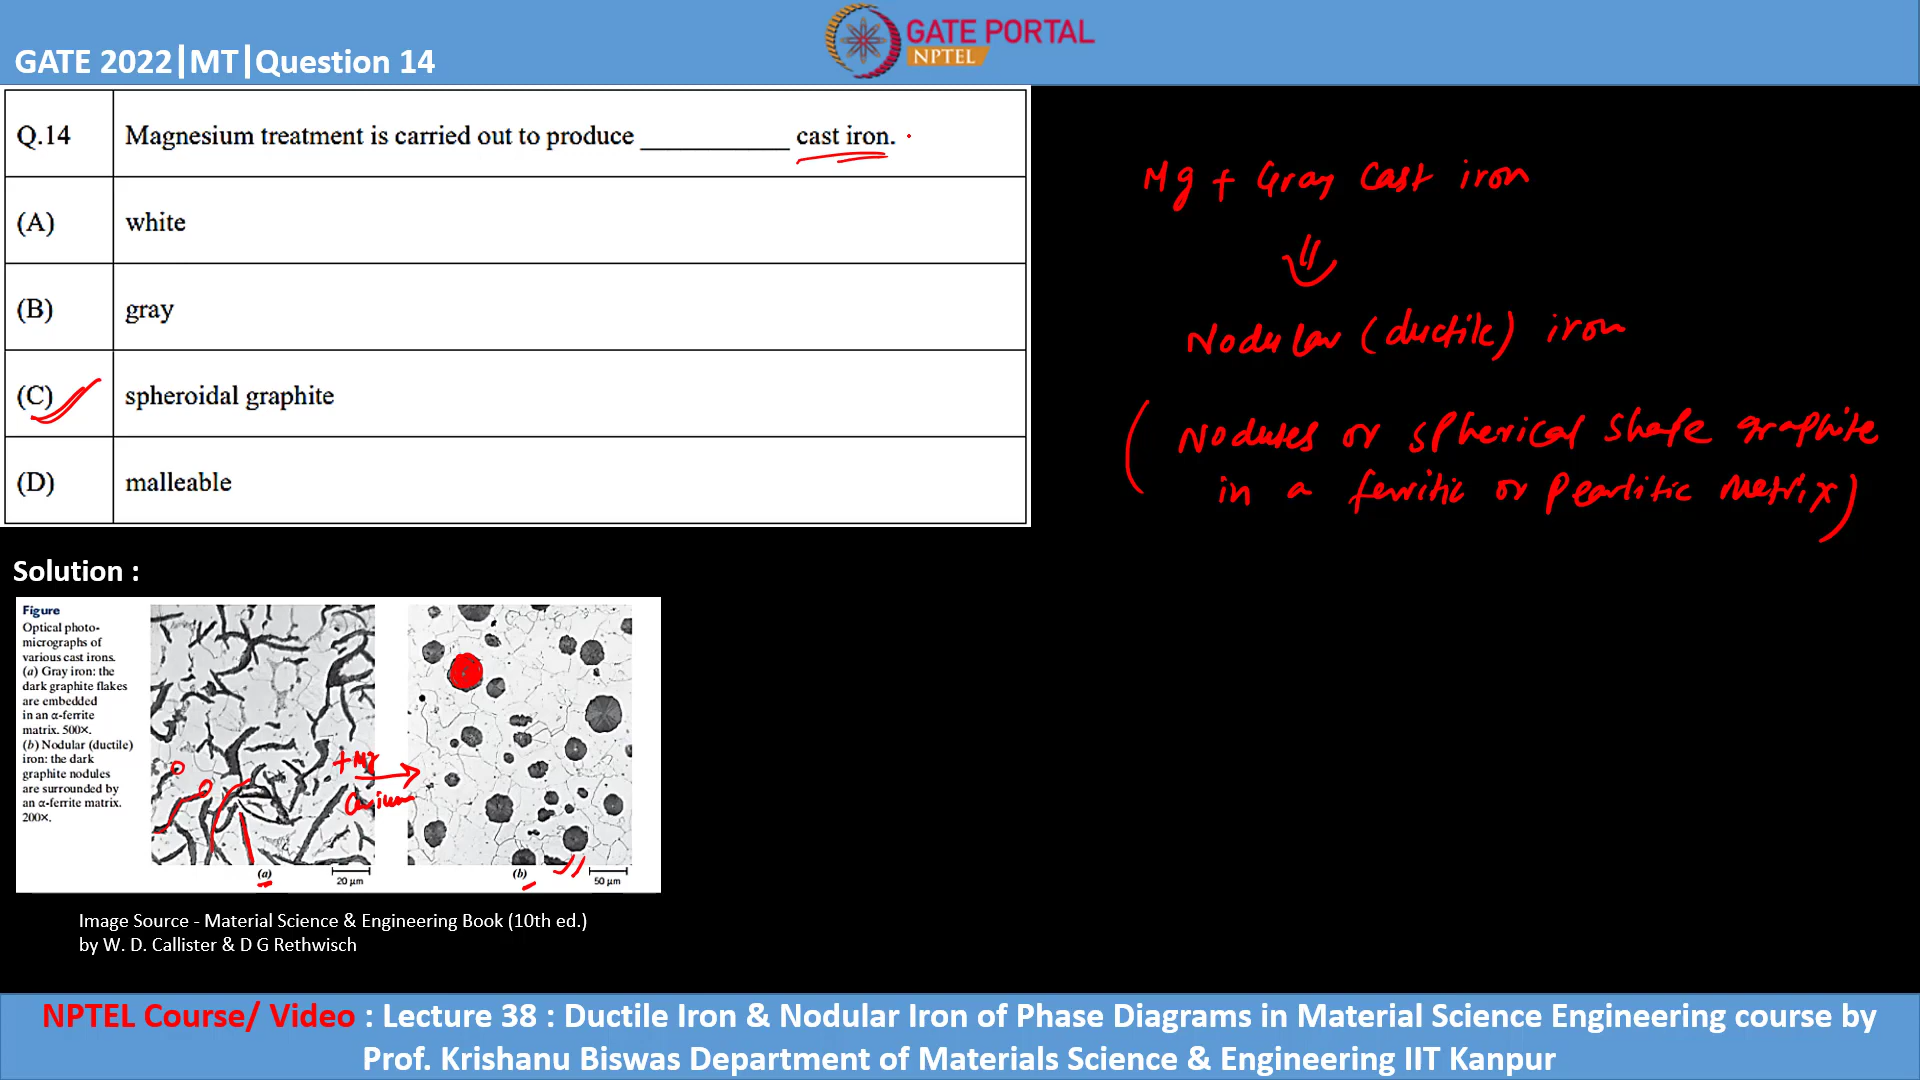 GATE 2022|MT|Question 14
GATE PORTAL
NPTEL
Q.14 Magnesium treatment is carried out to produce ___________ cast iron.
(A) white
(B) gray
(C) spheroidal graphite
(D) malleable
Mg + Gray Cast iron
Nodular (ductile) iron
( Nodules or spherical shape graphite
in a ferritic or pearlitic matrix)
Solution :
Figure
Optical photo-
micrographs of
various cast irons.
(a) Gray iron: the
dark graphite flakes
are embedded
in an α-ferrite
matrix. 500×.
(b) Nodular (ductile)
iron: the dark
graphite nodules
are surrounded by
an α-ferrite matrix.
200×.
+Mg
(a)
20 μm
(b)
50 μm
Image Source - Material Science & Engineering Book (10th ed.)
by W. D. Callister & D G Rethwisch
NPTEL Course/ Video : Lecture 38 : Ductile Iron & Nodular Iron of Phase Diagrams in Material Science Engineering course by
Prof. Krishanu Biswas Department of Materials Science & Engineering IIT Kanpur